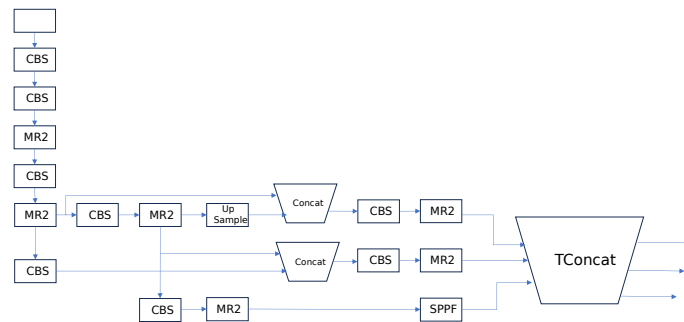 CBS
CBS
MR2
CBS
MR2
CBS
MR2
Up
Sample
Concat
CBS
MR2
CBS
Concat
CBS
MR2
TConcat
CBS
MR2
SPPF